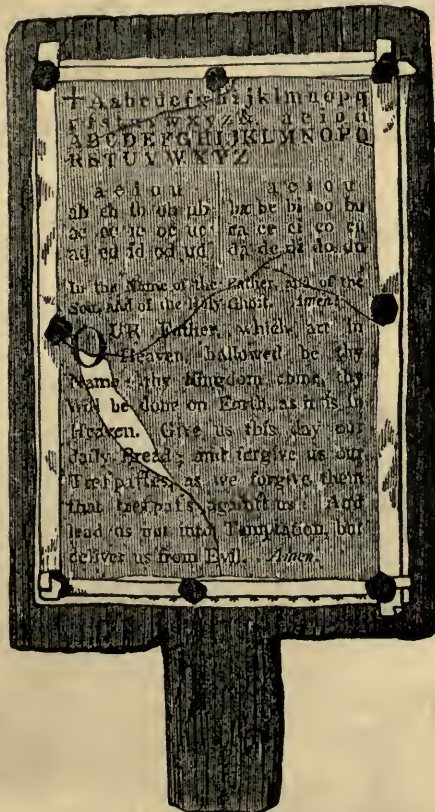 + A a b c d e f g h i j k l m n o p q
r ſ s t u v w x y z &. a e i o u
A B C D E F G H I J K L M N O P Q
R S T U V W X Y Z
a e i o u a e i o u
ab eb ib ob ub ba be bi bo bu
ac ec ic oc uc ca ce ci co cu
ad ed id od ud da de di do du
In the Name of the Father, and of the
Son, and of the Holy Ghoſt. Amen.
OUR Father, which art in
Heaven, hallowed be thy
Name; thy Kingdom come, thy
Will be done on Earth, as it is in
Heaven. Give us this day our
daily Bread; and forgive us our
Treſpaſſes, as we forgive them
that treſpaſs againſt us: And
lead us not into Temptation, but
deliver us from Evil. Amen.